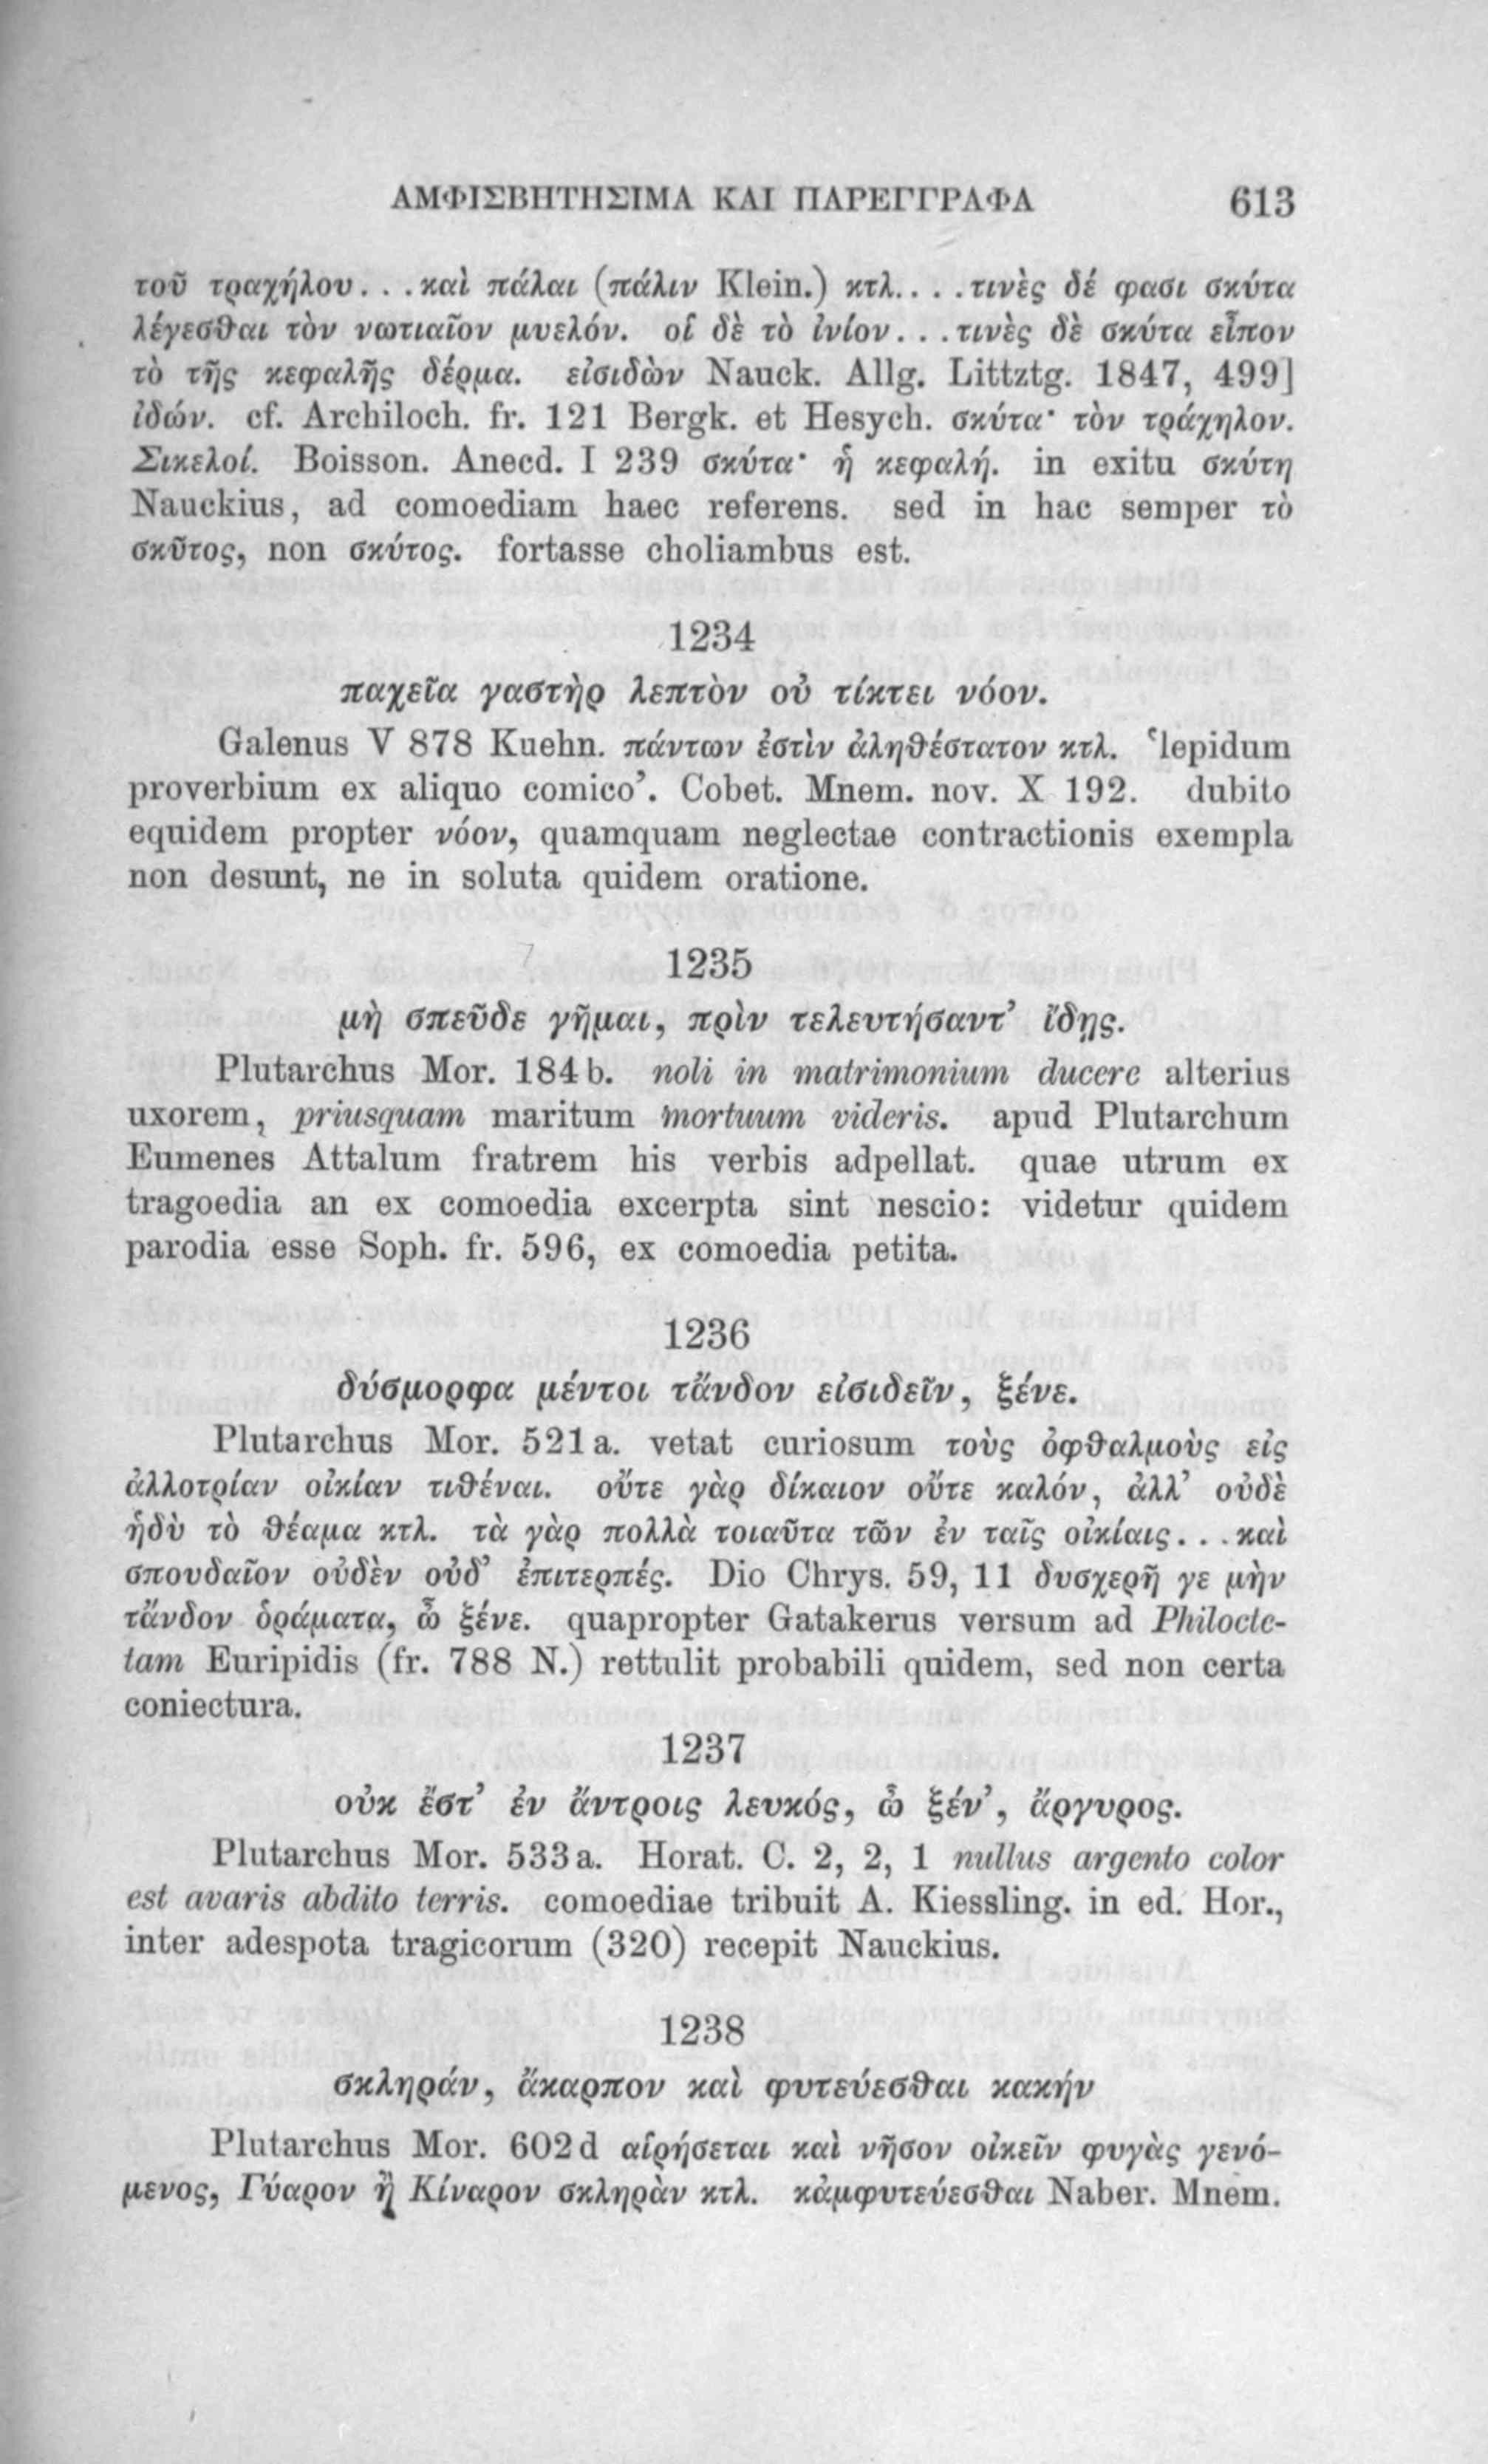 ΑΜΦΙΣΒΗΤΗΣΙΜΑ ΚΑΙ ΠΑΡΕΓΓΡΑΦΑ 613
τοῦ τραχήλου. . .καὶ πάλαι (πάλιν Klein.) κτλ.. . .τινὲς δέ φασι σκύτα
λέγεσθαι τὸν νωτιαῖον μυελόν. οἱ δὲ τὸ ἰνίον. . .τινὲς δὲ σκύτα εἶπον
τὸ τῆς κεφαλῆς δέρμα. εἰσιδὼν Nauck. Allg. Littztg. 1847, 499]
ἰδών. cf. Archiloch. fr. 121 Bergk. et Hesych. σκύτα· τὸν τράχηλον.
Σικελοί. Boisson. Anecd. I 239 σκύτα· ἡ κεφαλή. in exitu σκύτη
Nauckius, ad comoediam haec referens. sed in hac semper τὸ
σκῦτος, non σκύτος. fortasse choliambus est.
1234
παχεῖα γαστὴρ λεπτὸν οὐ τίκτει νόον.
Galenus V 878 Kuehn. πάντων ἐστὶν ἀληθέστατον κτλ. ‘lepidum
proverbium ex aliquo comico’. Cobet. Mnem. nov. X 192. dubito
equidem propter νόον, quamquam neglectae contractionis exempla
non desunt, ne in soluta quidem oratione.
1235
μὴ σπεῦδε γῆμαι, πρὶν τελευτήσαντ’ ἴδῃς.
Plutarchus Mor. 184b. noli in matrimonium ducere alterius
uxorem, priusquam maritum mortuum videris. apud Plutarchum
Eumenes Attalum fratrem his verbis adpellat. quae utrum ex
tragoedia an ex comoedia excerpta sint nescio: videtur quidem
parodia esse Soph. fr. 596, ex comoedia petita.
1236
δύσμορφα μέντοι τἄνδον εἰσιδεῖν, ξένε.
Plutarchus Mor. 521a. vetat curiosum τοὺς ὀφθαλμοὺς εἰς
ἀλλοτρίαν οἰκίαν τιθέναι. οὔτε γὰρ δίκαιον οὔτε καλόν, ἀλλ’ οὐδὲ
ἡδὺ τὸ θέαμα κτλ. τὰ γὰρ πολλὰ τοιαῦτα τῶν ἐν ταῖς οἰκίαις. . .καὶ
σπουδαῖον οὐδὲν οὐδ’ ἐπιτερπές. Dio Chrys. 59, 11 δυσχερῆ γε μὴν
τἄνδον ὁράματα, ὦ ξένε. quapropter Gatakerus versum ad Philocte-
tam Euripidis (fr. 788 N.) rettulit probabili quidem, sed non certa
coniectura.
1237
οὐκ ἔστ’ ἐν ἄντροις λευκός, ὦ ξέν’, ἄργυρος.
Plutarchus Mor. 533a. Horat. C. 2, 2, 1 nullus argento color
est avaris abdito terris. comoediae tribuit A. Kiessling. in ed. Hor.,
inter adespota tragicorum (320) recepit Nauckius.
1238
σκληράν, ἄκαρπον καὶ φυτεύεσθαι κακήν
Plutarchus Mor. 602d αἱρήσεται καὶ νῆσον οἰκεῖν φυγὰς γενό-
μενος, Γύαρον ἢ Κίναρον σκληρὰν κτλ. κἀμφυτεύεσθαι Naber. Mnem.